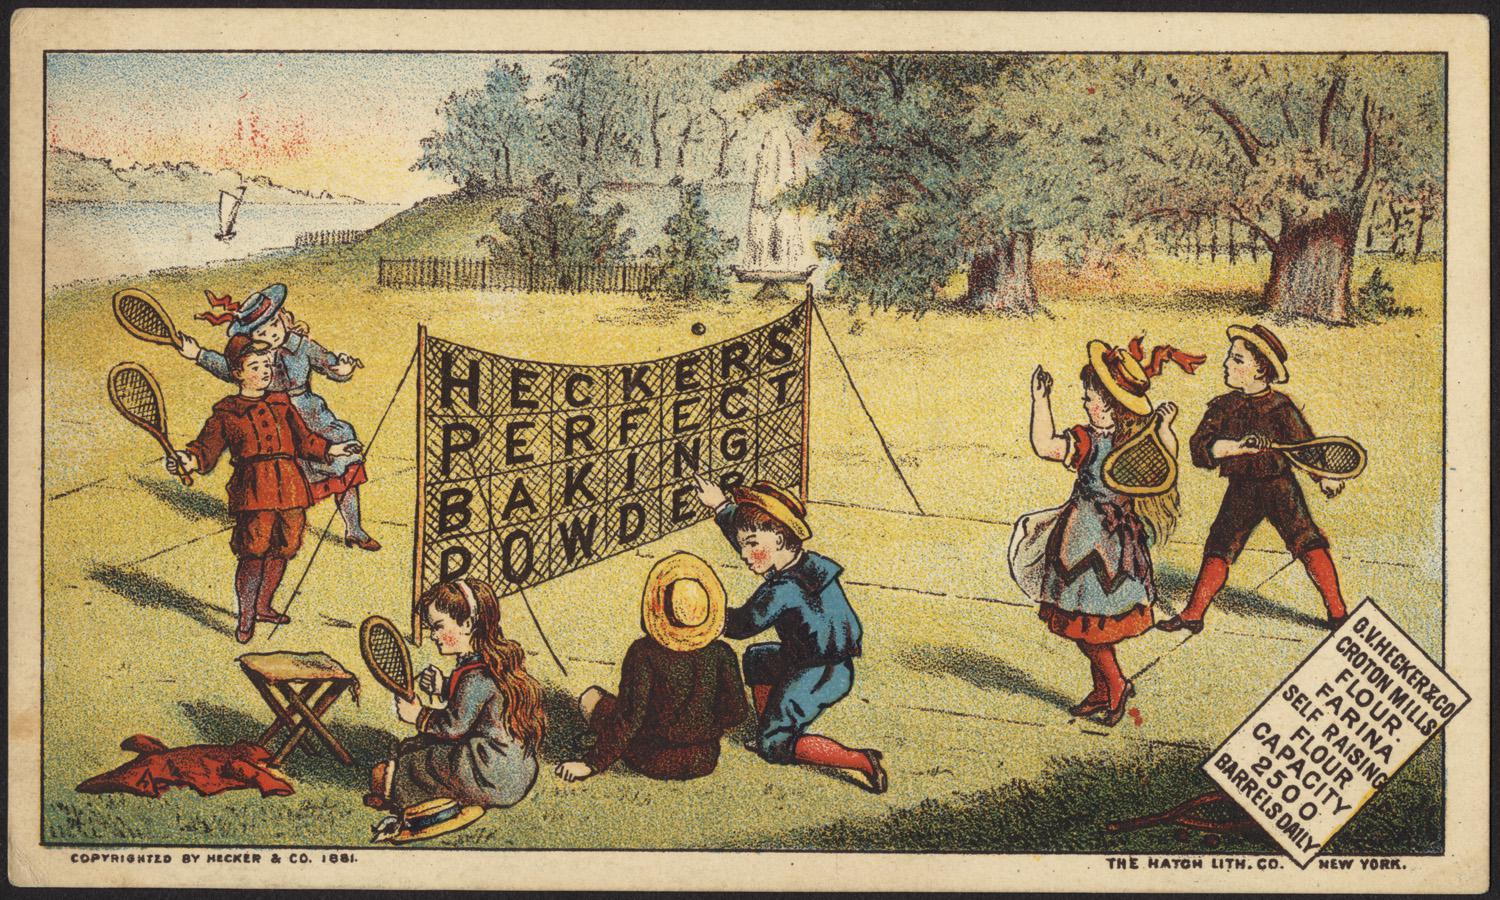 HECKERS'
PERFECT
BAKING
POWDER
G.V.HECKER & CO
CROTON MILLS
FLOUR
FARINA
SELF RAISING
FLOUR
CAPACITY
2500
BARRELS DAILY
COPYRIGHTED BY HECKER & CO. 1881.
THE HATCH LITH. CO. NEW YORK.